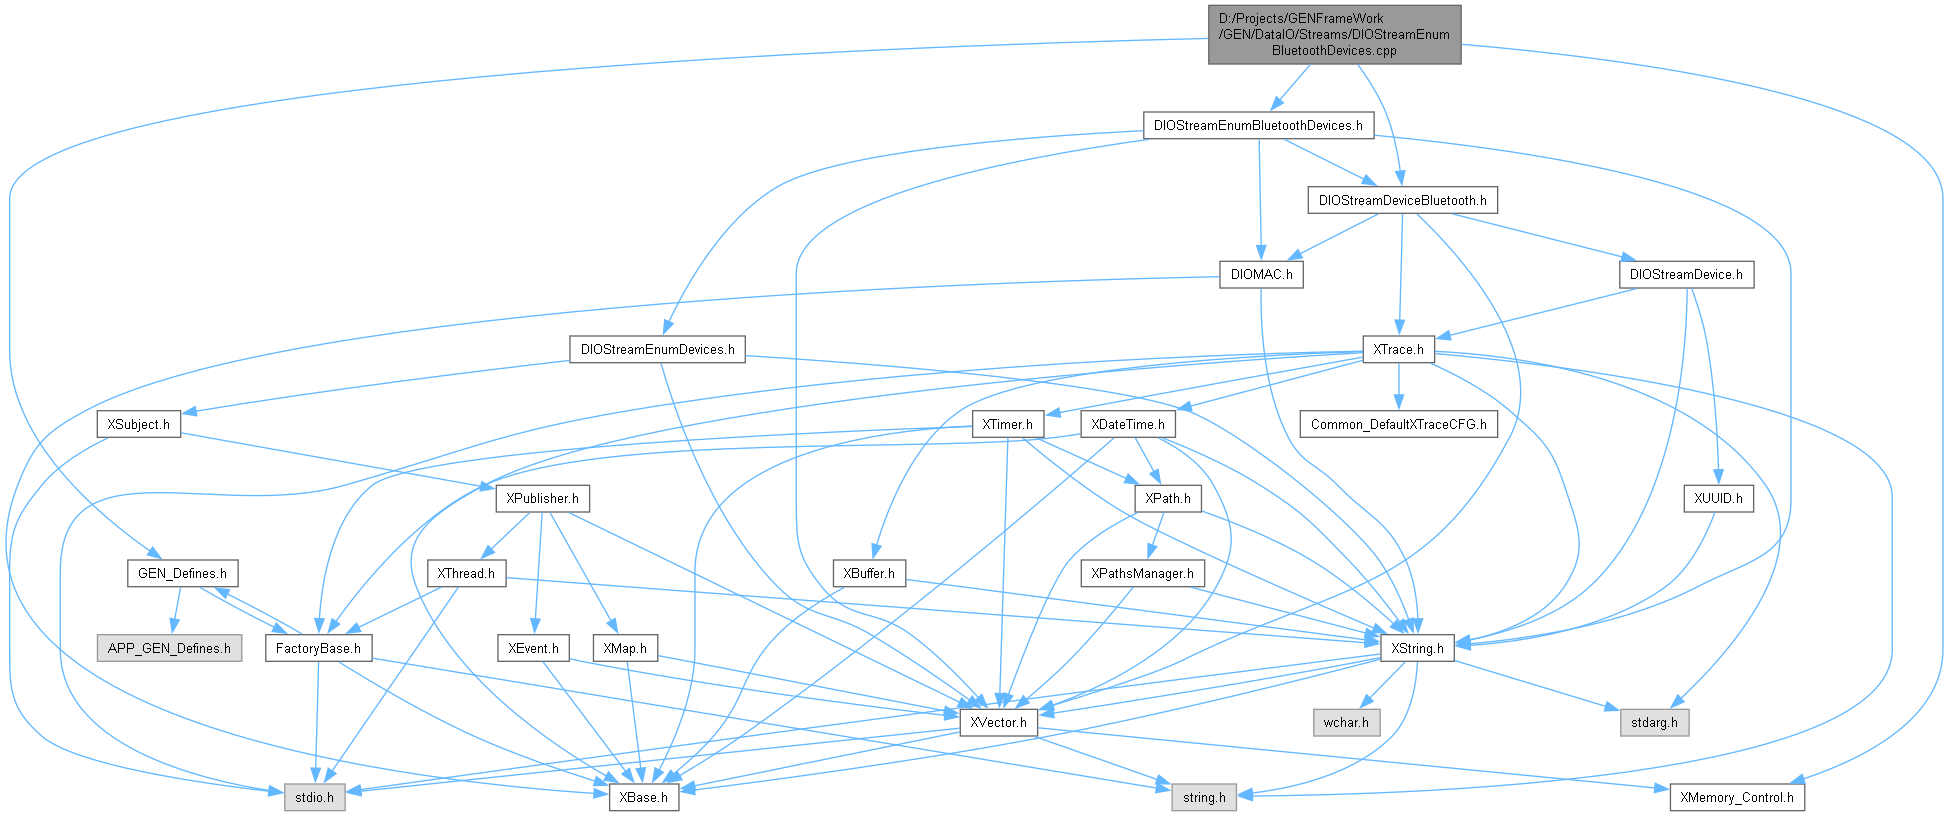 D:/Projects/GENFrameWork
/GEN/DataIO/Streams/DIOStreamEnum
BluetoothDevices.cpp
DIOStreamEnumBluetoothDevices.h
DIOStreamDeviceBluetooth.h
DIOMAC.h
DIOStreamDevice.h
DIOStreamEnumDevices.h
XTrace.h
XSubject.h
XTimer.h
XDateTime.h
Common_DefaultXTraceCFG.h
XPublisher.h
XPath.h
XUUID.h
GEN_Defines.h
XThread.h
XBuffer.h
XPathsManager.h
APP_GEN_Defines.h
FactoryBase.h
XEvent.h
XMap.h
XString.h
XVector.h
wchar.h
stdarg.h
stdio.h
XBase.h
string.h
XMemory_Control.h